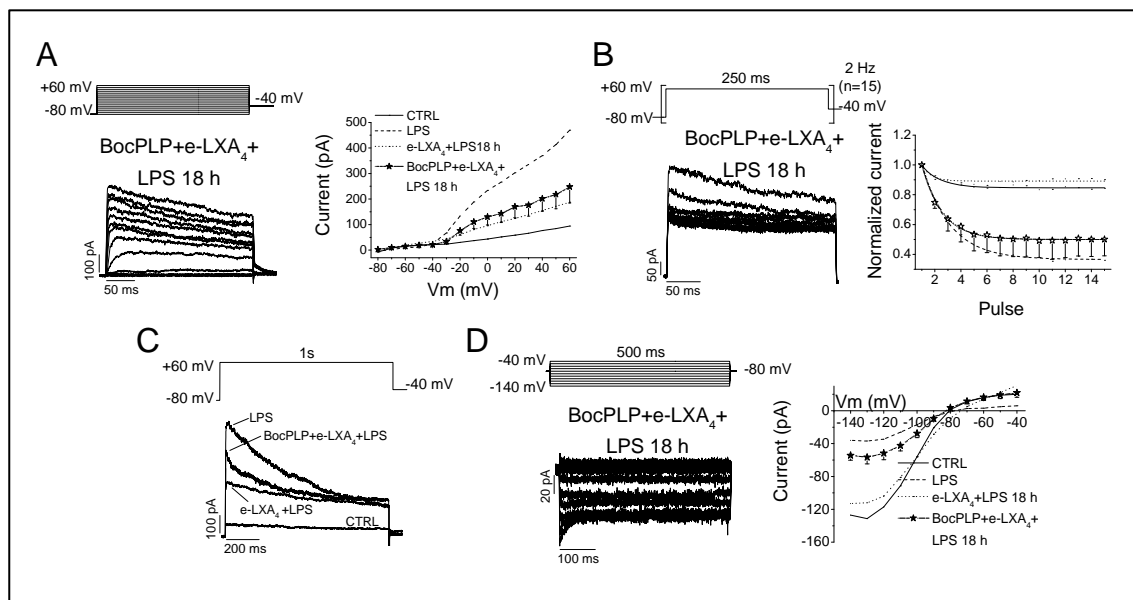 A
+60 mV
-80 mV
-40 mV
BocPLP+e-LXA4+
LPS 18 h
100 pA
50 ms
Current (pA)
500
400
300
200
100
0
-80 -60 -40 -20 0 20 40 60
Vm (mV)
CTRL
LPS
e-LXA4+LPS18 h
BocPLP+e-LXA4+
LPS 18 h
B
+60 mV
-80 mV
250 ms
2 Hz
(n=15)
-40 mV
BocPLP+e-LXA4+
LPS 18 h
50 pA
50 ms
Normalized current
1.0
0.8
0.6
0.4
2 4 6 8 10 12 14
Pulse
C
+60 mV
-80 mV
1s
-40 mV
LPS
BocPLP+e-LXA4+LPS
e-LXA4+LPS
CTRL
100 pA
200 ms
D
-40 mV
-140 mV
500 ms
-80 mV
BocPLP+e-LXA4+
LPS 18 h
20 pA
100 ms
Current (pA)
Vm (mV)
0
-40
-80
-120
-160
-140 -120 -100 -80 -60 -40
CTRL
LPS
e-LXA4+LPS 18 h
BocPLP+e-LXA4+
LPS 18 h